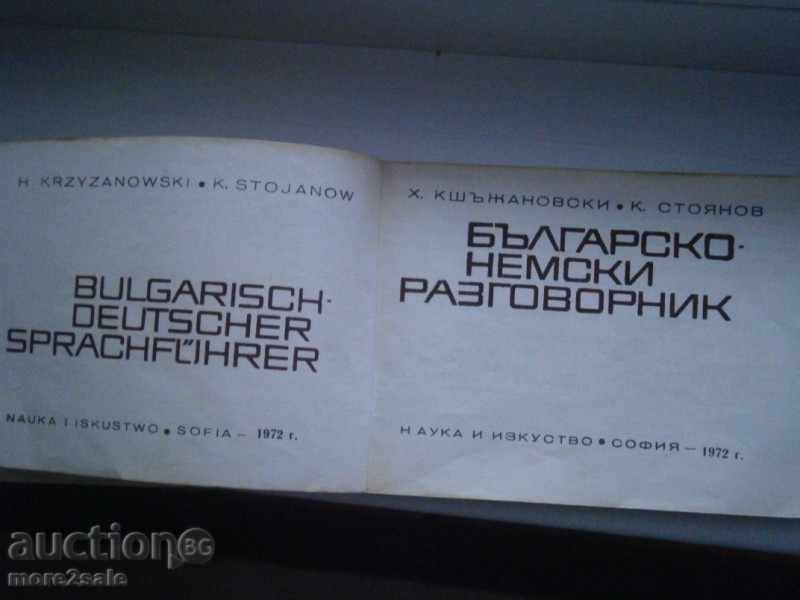 H KRZYZANOWSKI • K. STOJANOW
BULGARISCH-
DEUTSCHER
SPRACHFÜHRER
NAUKA I ISKUSTWO • SOFIA — 1972 г.
Х. КШЪЖАНОВСКИ • К. СТОЯНОВ
БЪЛГАРСКО-
НЕМСКИ
РАЗГОВОРНИК
НАУКА И ИЗКУСТВО • СОФИЯ — 1972 г.
auction BG
more2sale